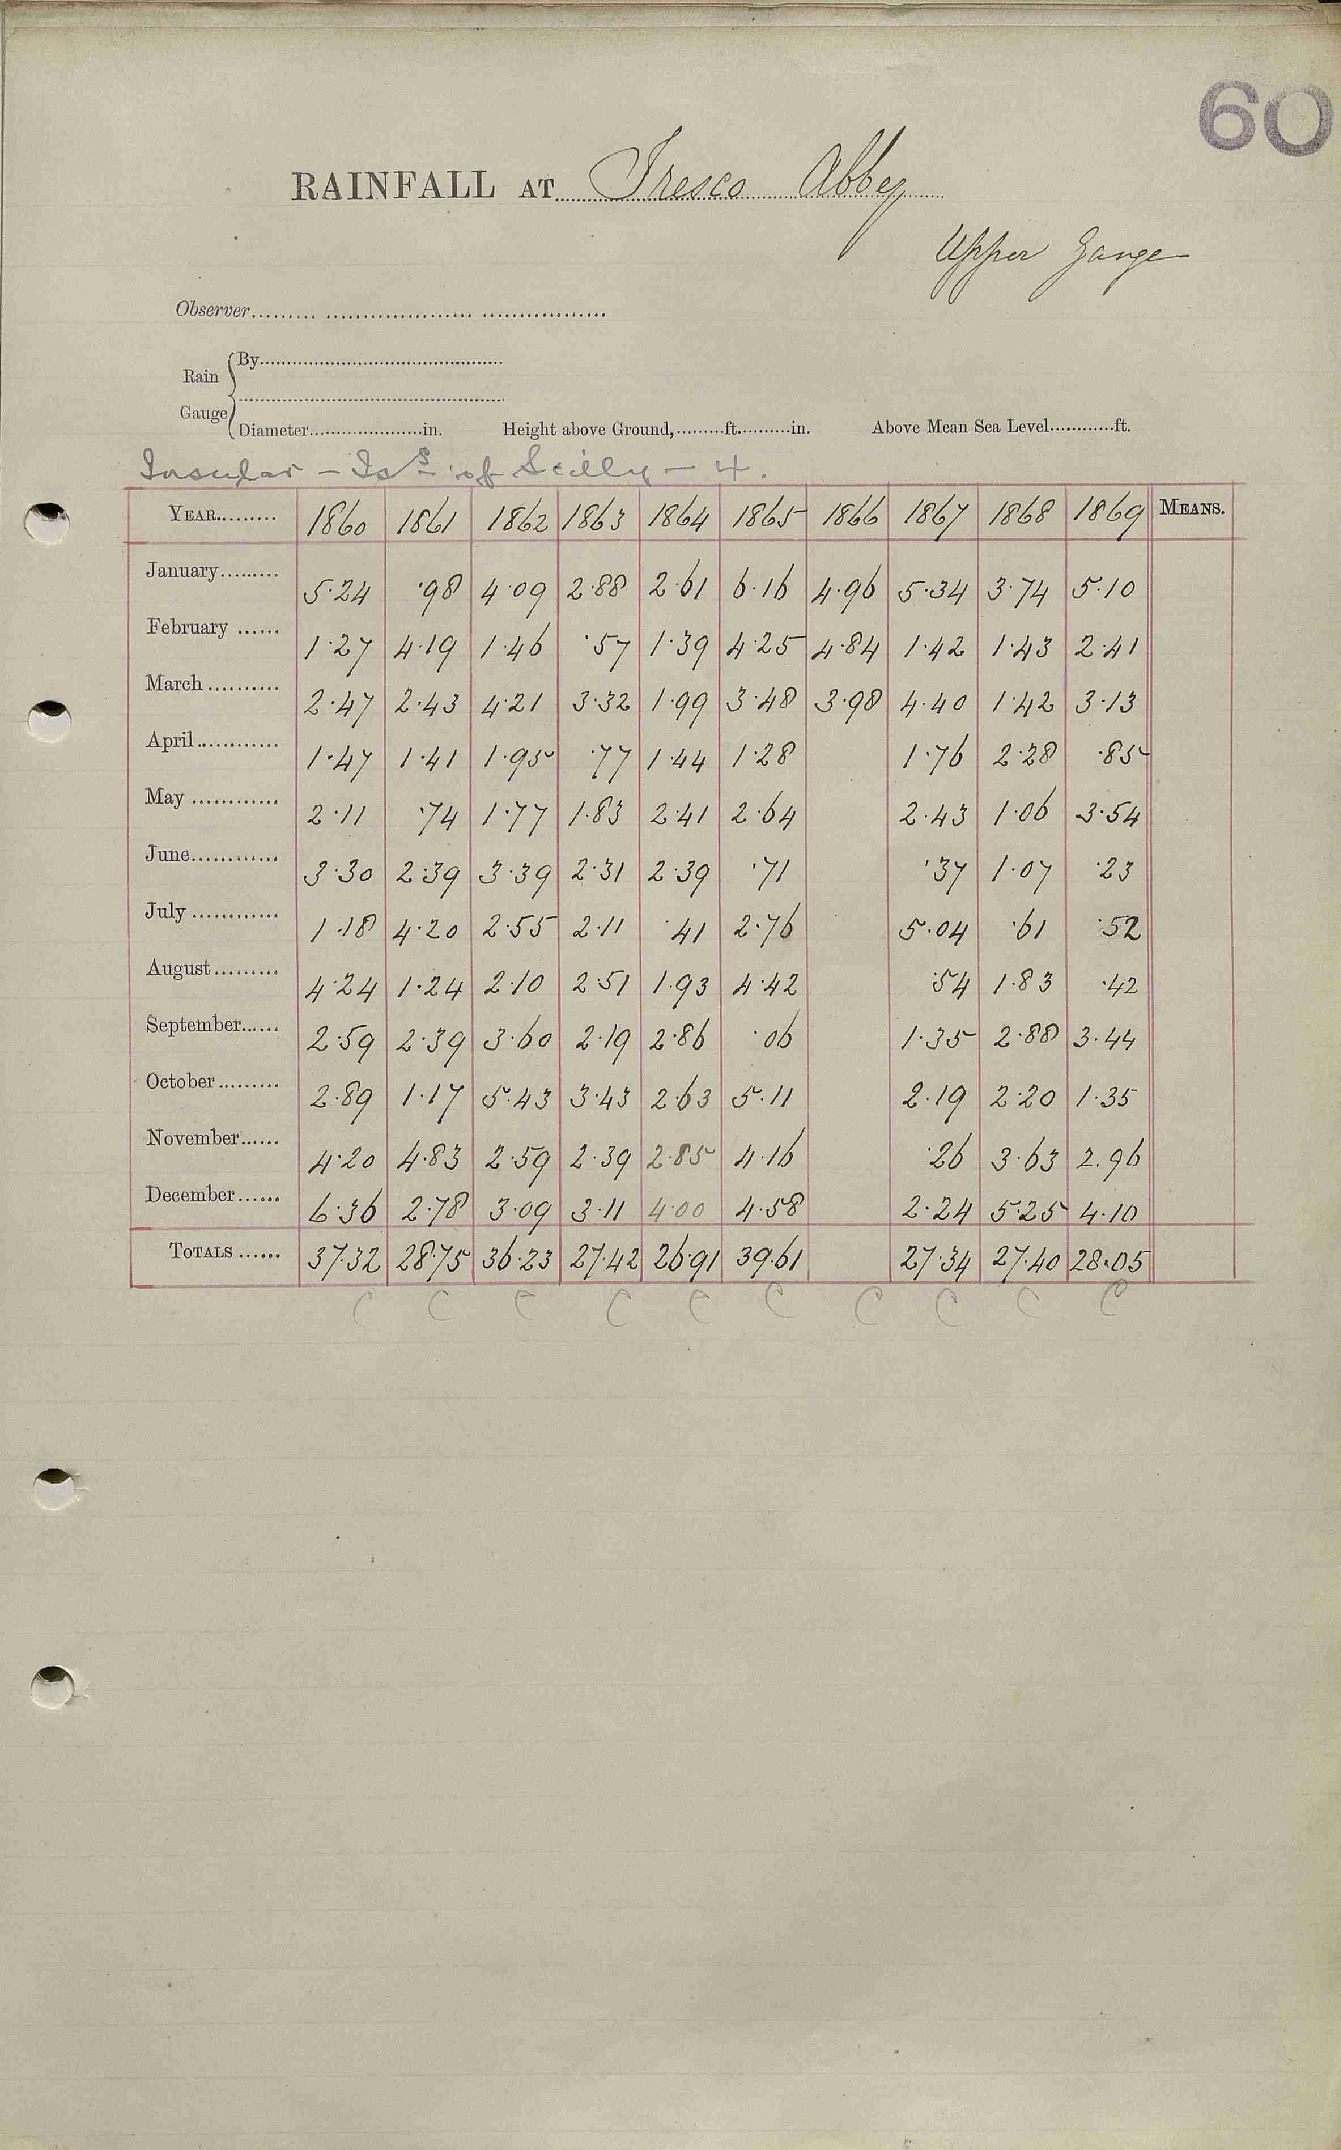 60
RAINFALL AT Tresco Abbey
Upper Gauge
Observer
Rain Gauge { By
Diameter in. Height above Ground, ft. in. Above Mean Sea Level ft.
Insular - Is^s of Scilly - 4.
YEAR 1860 1861 1862 1863 1864 1865 1866 1867 1868 1869 MEANS.
January 5.24 .98 4.09 2.88 2.61 6.16 4.96 5.34 3.74 5.10
February 1.27 4.19 1.46 .57 1.39 4.25 4.84 1.42 1.43 2.41
March 2.47 2.43 4.21 3.32 1.99 3.48 3.98 4.40 1.42 3.13
April 1.47 1.41 1.95 .77 1.44 1.28 1.76 2.28 .85
May 2.11 .74 1.77 1.83 2.41 2.64 2.43 1.06 3.54
June 3.30 2.39 3.39 2.31 2.39 .71 .37 1.07 .23
July 1.18 4.20 2.55 2.11 .41 2.76 5.04 .61 .52
August 4.24 1.24 2.10 2.51 1.93 4.42 .54 1.83 .42
September 2.59 2.39 3.60 2.19 2.86 .06 1.35 2.88 3.44
October 2.89 1.17 5.43 3.43 2.63 5.11 2.19 2.20 1.35
November 4.20 4.83 2.59 2.39 2.85 4.16 .26 3.63 2.96
December 6.36 2.78 3.09 3.11 4.00 4.58 2.24 5.25 4.10
TOTALS 37.32 28.75 36.23 27.42 26.91 39.61 27.34 27.40 28.05
C C C C C C C C C C